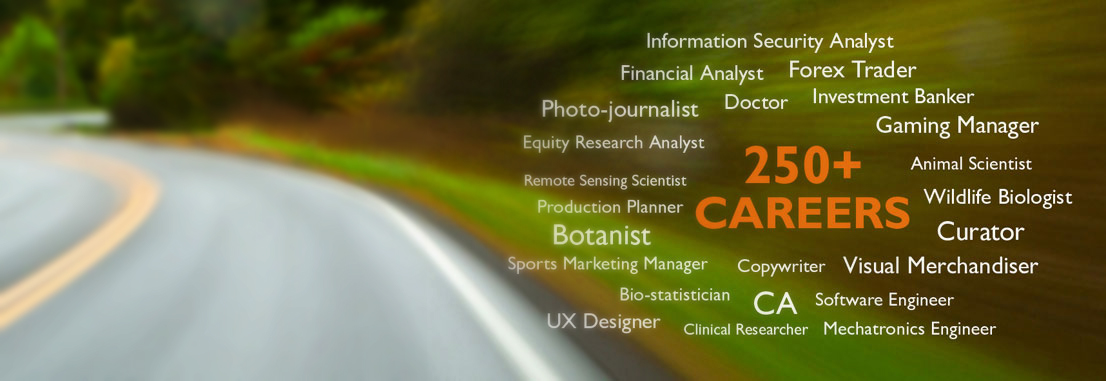 Information Security Analyst
Financial Analyst
Forex Trader
Photo-journalist
Doctor
Investment Banker
Gaming Manager
Equity Research Analyst
250+
Animal Scientist
Remote Sensing Scientist
Wildlife Biologist
Production Planner
CAREERS
Botanist
Curator
Sports Marketing Manager
Copywriter
Visual Merchandiser
Bio-statistician
CA
Software Engineer
UX Designer
Clinical Researcher
Mechatronics Engineer